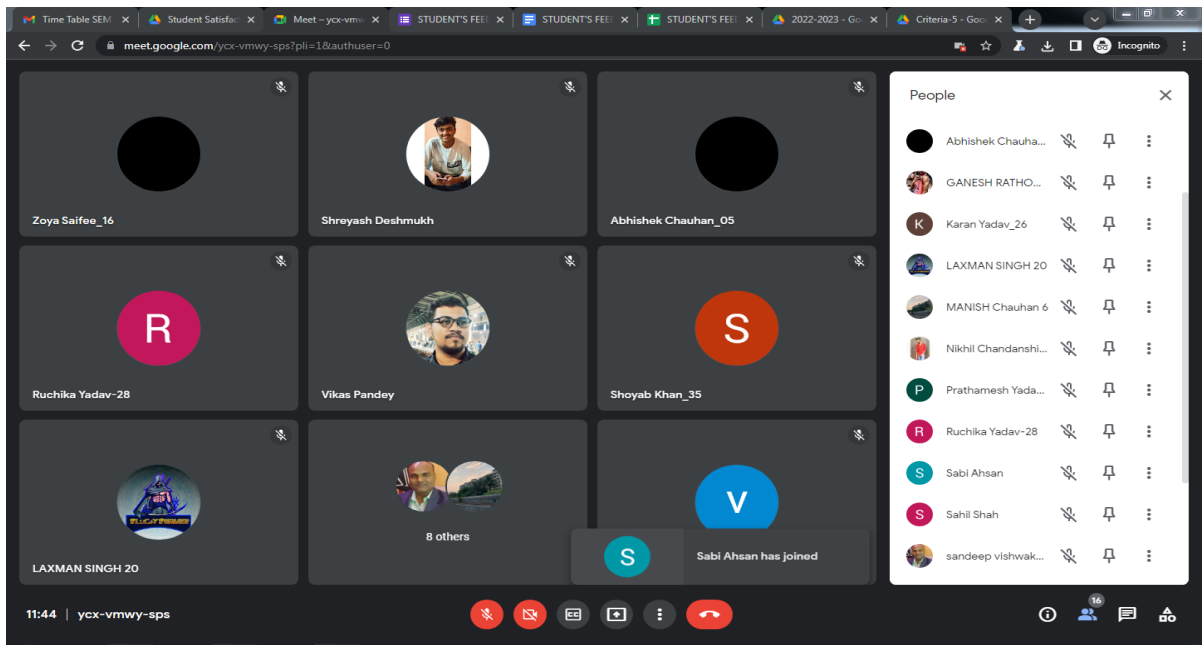 Time Table SEM
Student Satisfac
Meet – ycx-vmw
STUDENT'S FEE
STUDENT'S FEE
STUDENT'S FEE
2022-2023 - Go
Criteria-5 - Goo
meet.google.com/ycx-vmwy-sps?pli=1&authuser=0
Incognito
Zoya Saifee_16
Shreyash Deshmukh
Abhishek Chauhan_05
R
Ruchika Yadav-28
Vikas Pandey
S
Shoyab Khan_35
LAXMAN SINGH 20
8 others
V
S
Sabi Ahsan has joined
People
Abhishek Chauha...
GANESH RATHO...
K
Karan Yadav_26
LAXMAN SINGH 20
MANISH Chauhan 6
Nikhil Chandanshi...
P
Prathamesh Yada...
R
Ruchika Yadav-28
S
Sabi Ahsan
S
Sahil Shah
sandeep vishwak...
11:44 | ycx-vmwy-sps
CC
16